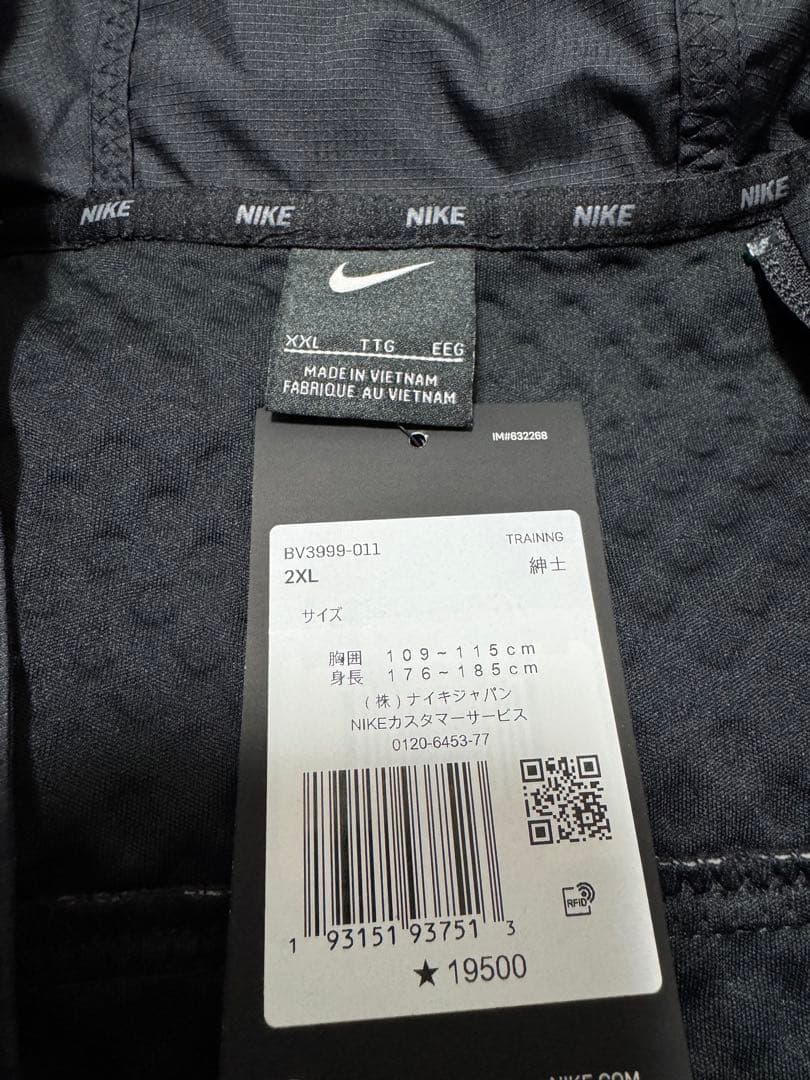 NIKE NIKE NIKE NIKE NIKE
XXL TTG EEG
MADE IN VIETNAM
FABRIQUE AU VIETNAM
IM#632268
BV3999-011 TRAINNG
2XL 紳士
サイズ
胸囲 109~115cm
身長 176~185cm
(株)ナイキジャパン
NIKEカスタマーサービス
0120-6453-77
RFID
1 93151 93751 3
★19500
NIKE.COM